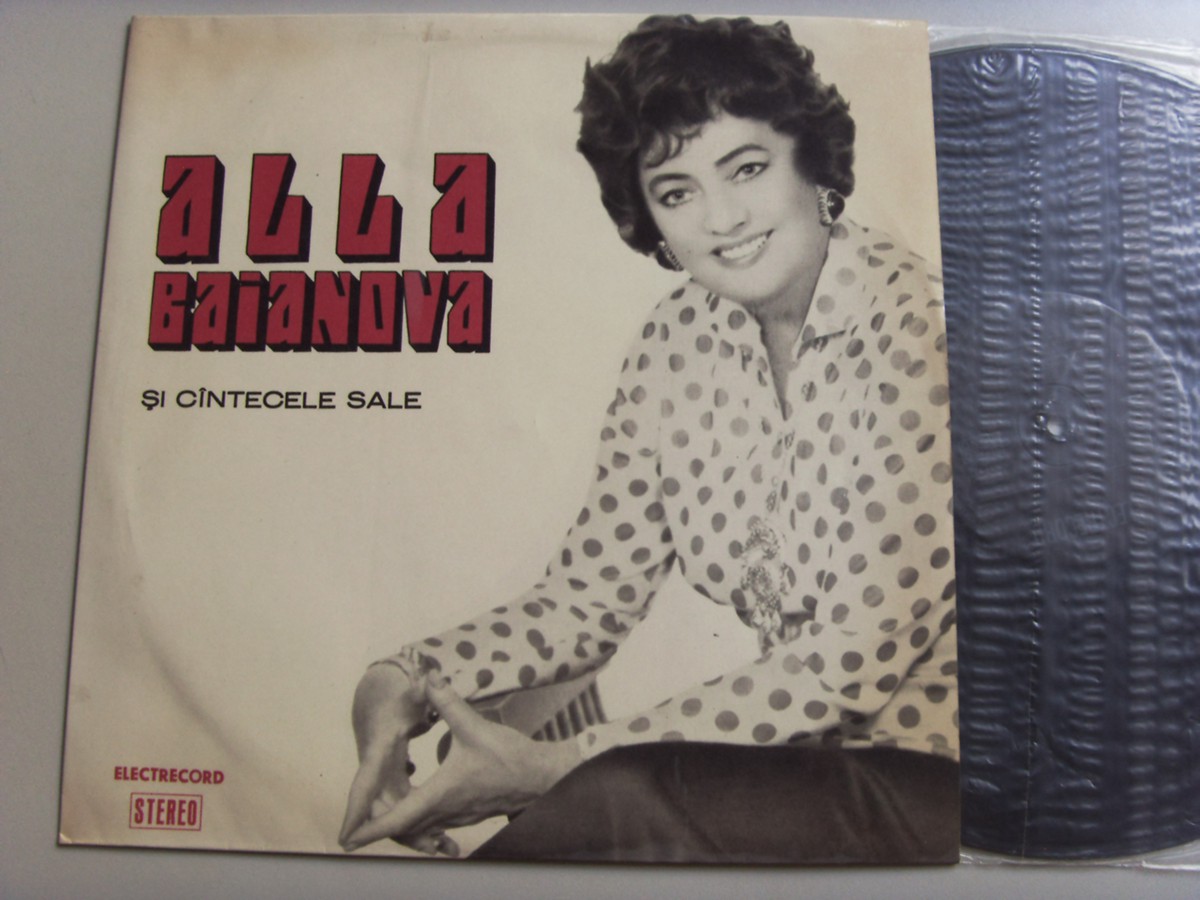 ALLA
BAIANOVA
ŞI CÎNTECELE SALE
ELECTRECORD
STEREO